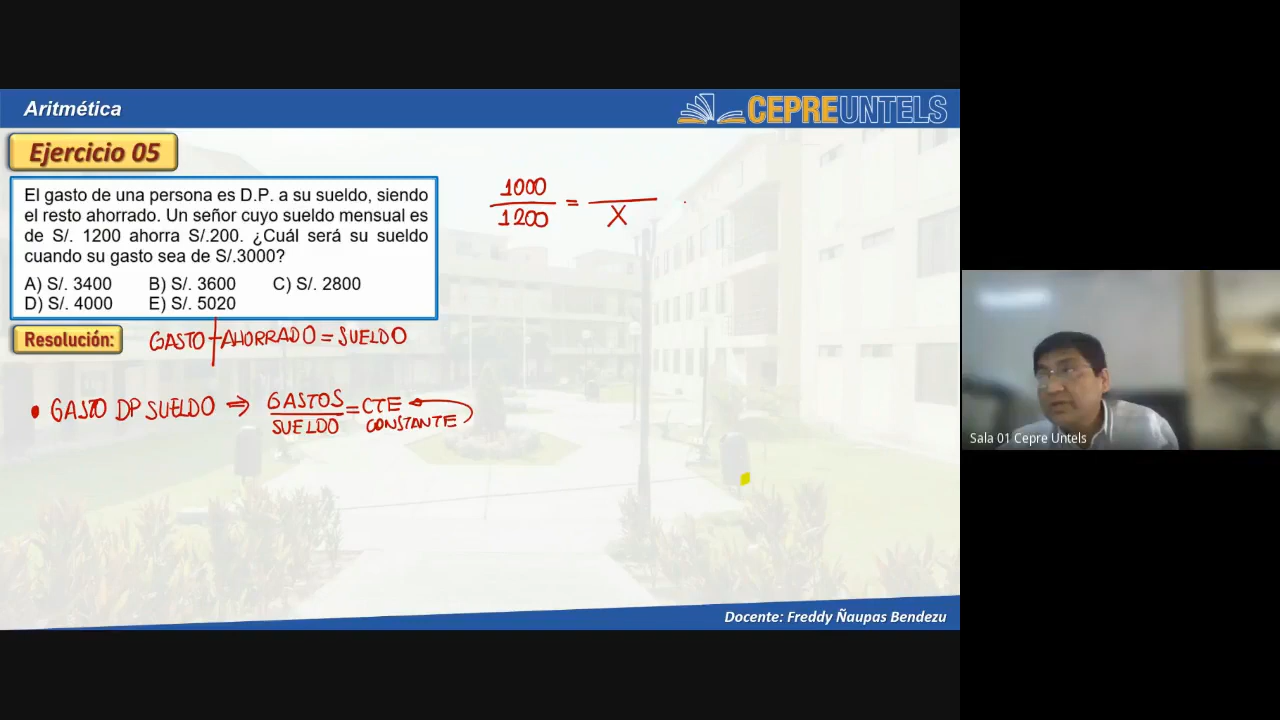 Aritmética
CEPREUNTELS
Ejercicio 05
El gasto de una persona es D.P. a su sueldo, siendo
el resto ahorrado. Un señor cuyo sueldo mensual es
de S/. 1200 ahorra S/.200. ¿Cuál será su sueldo
cuando su gasto sea de S/.3000?
A) S/. 3400 B) S/. 3600 C) S/. 2800
D) S/. 4000 E) S/. 5020
1000
1200
=
X
Resolución:
GASTO + AHORRADO = SUELDO
• GASTO DP SUELDO ⇒ GASTOS
SUELDO
= CTE
CONSTANTE
Sala 01 Cepre Untels
Docente: Freddy Ñaupas Bendezu